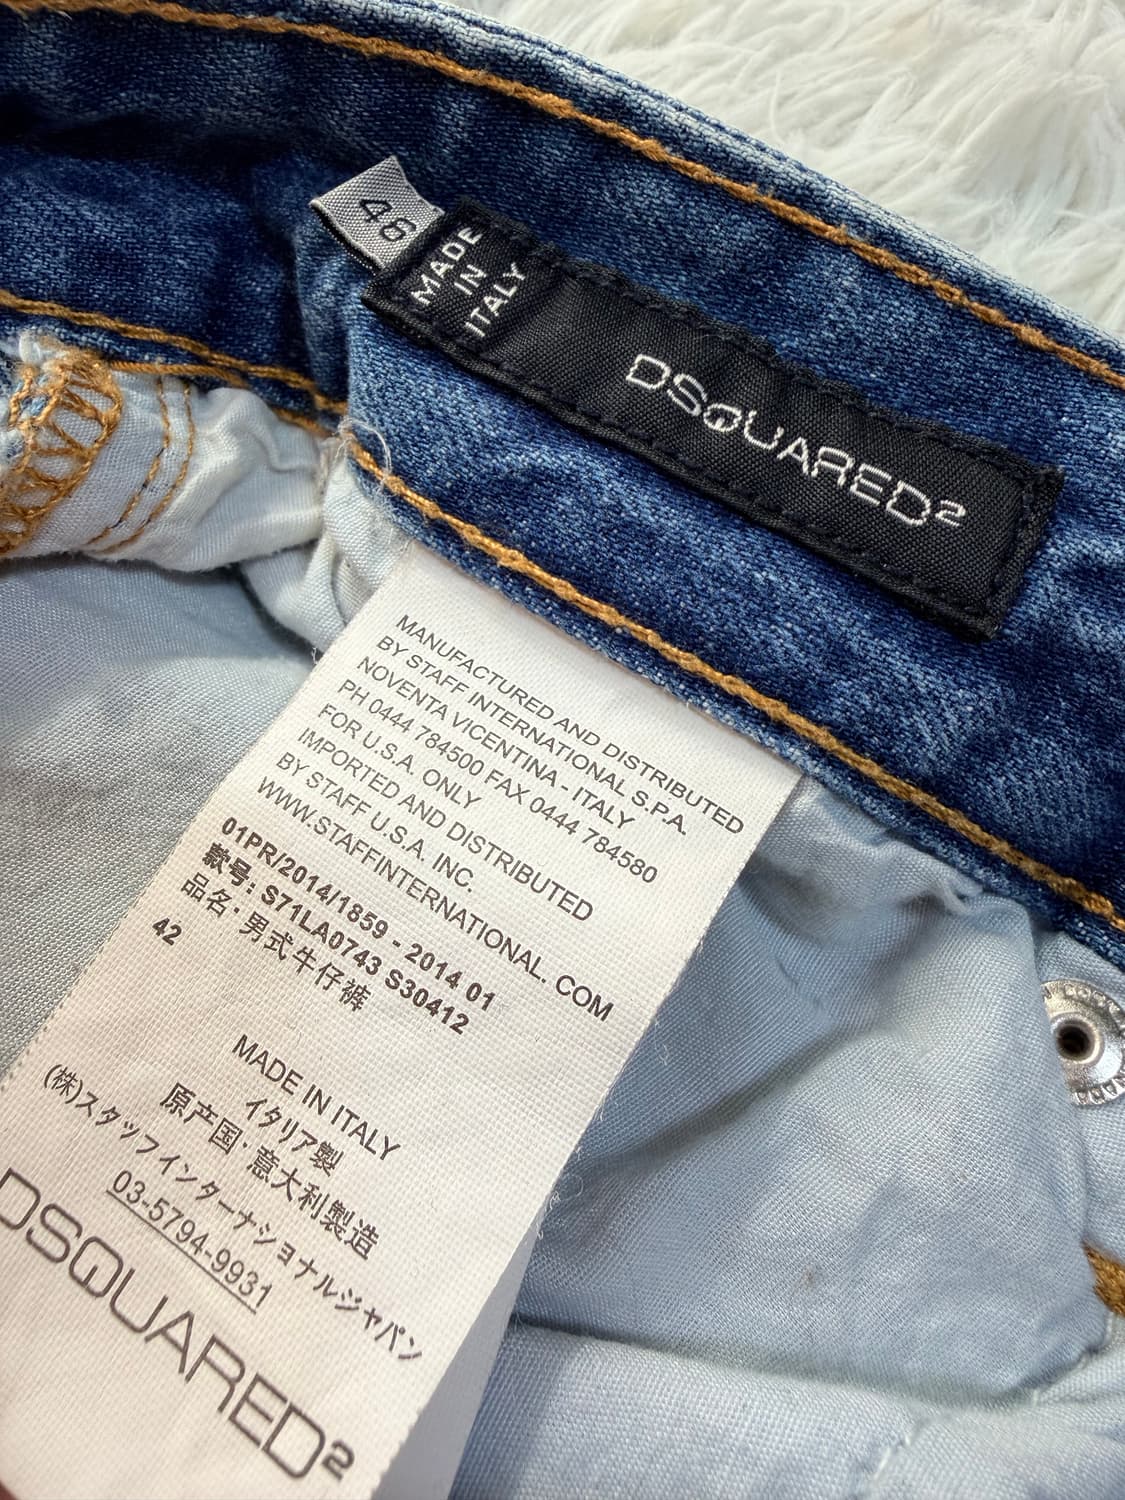 48
MADE
IN
ITALY
DSQUARED2
MANUFACTURED AND DISTRIBUTED
BY STAFF INTERNATIONAL S.P.A.
NOVENTA VICENTINA - ITALY
PH 0444 784500 FAX 0444 784580
FOR U.S.A. ONLY
IMPORTED AND DISTRIBUTED
BY STAFF U.S.A. INC.
WWW.STAFFINTERNATIONAL. COM
01PR/2014/1859 - 2014 01
款号: S71LA0743 S30412
品名·男式牛仔裤
42
MADE IN ITALY
イタリア製
原产国·意大利製造
(株)スタッフインターナショナルジャパン
03-5794-9931
DSQUARED2